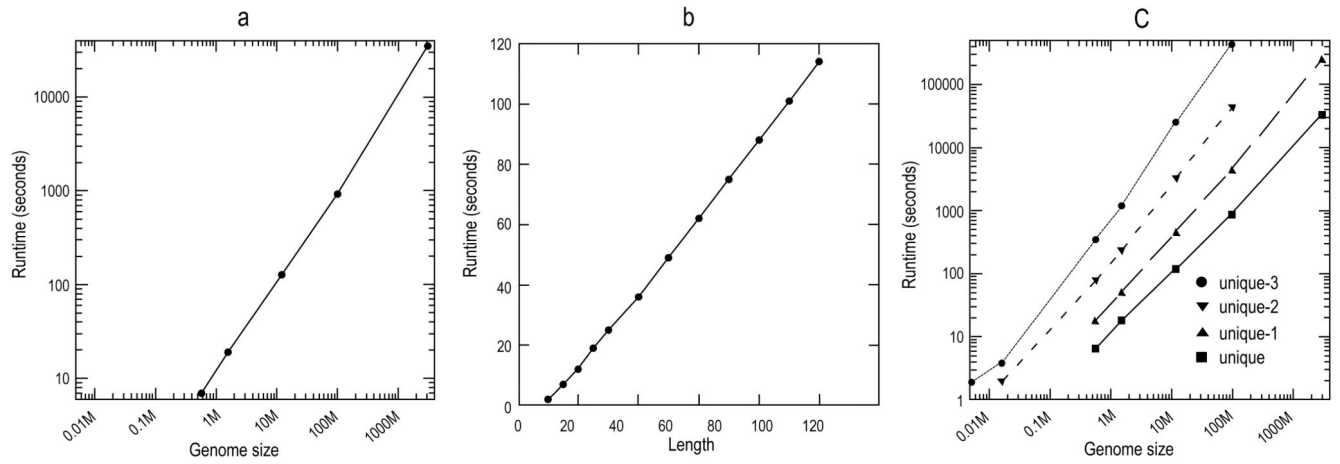 a
10000
1000
100
10
Runtime (seconds)
0.01M
0.1M
1M
10M
100M
1000M
Genome size
b
120
100
80
60
40
20
0
Runtime (seconds)
0
20
40
60
80
100
120
Length
C
100000
10000
1000
100
10
1
Runtime (seconds)
unique-3
unique-2
unique-1
unique
0.01M
0.1M
1M
10M
100M
1000M
Genome size